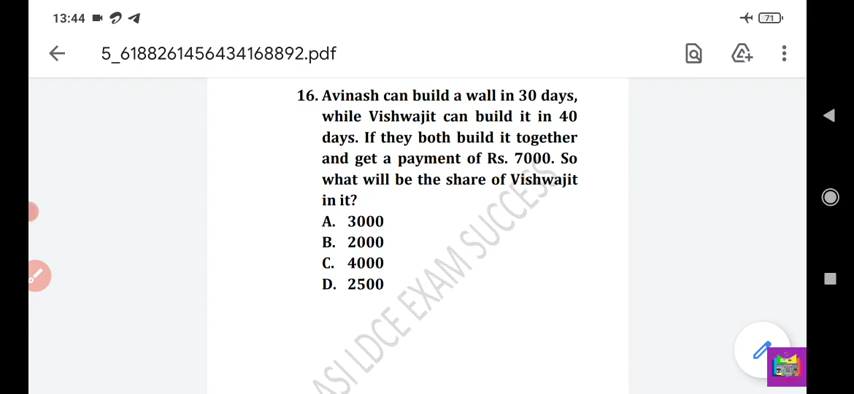 13:44
71
5_6188261456434168892.pdf
16. Avinash can build a wall in 30 days,
while Vishwajit can build it in 40
days. If they both build it together
and get a payment of Rs. 7000. So
what will be the share of Vishwajit
in it?
A. 3000
B. 2000
C. 4000
D. 2500
ASI LDCE EXAM SUCCESS